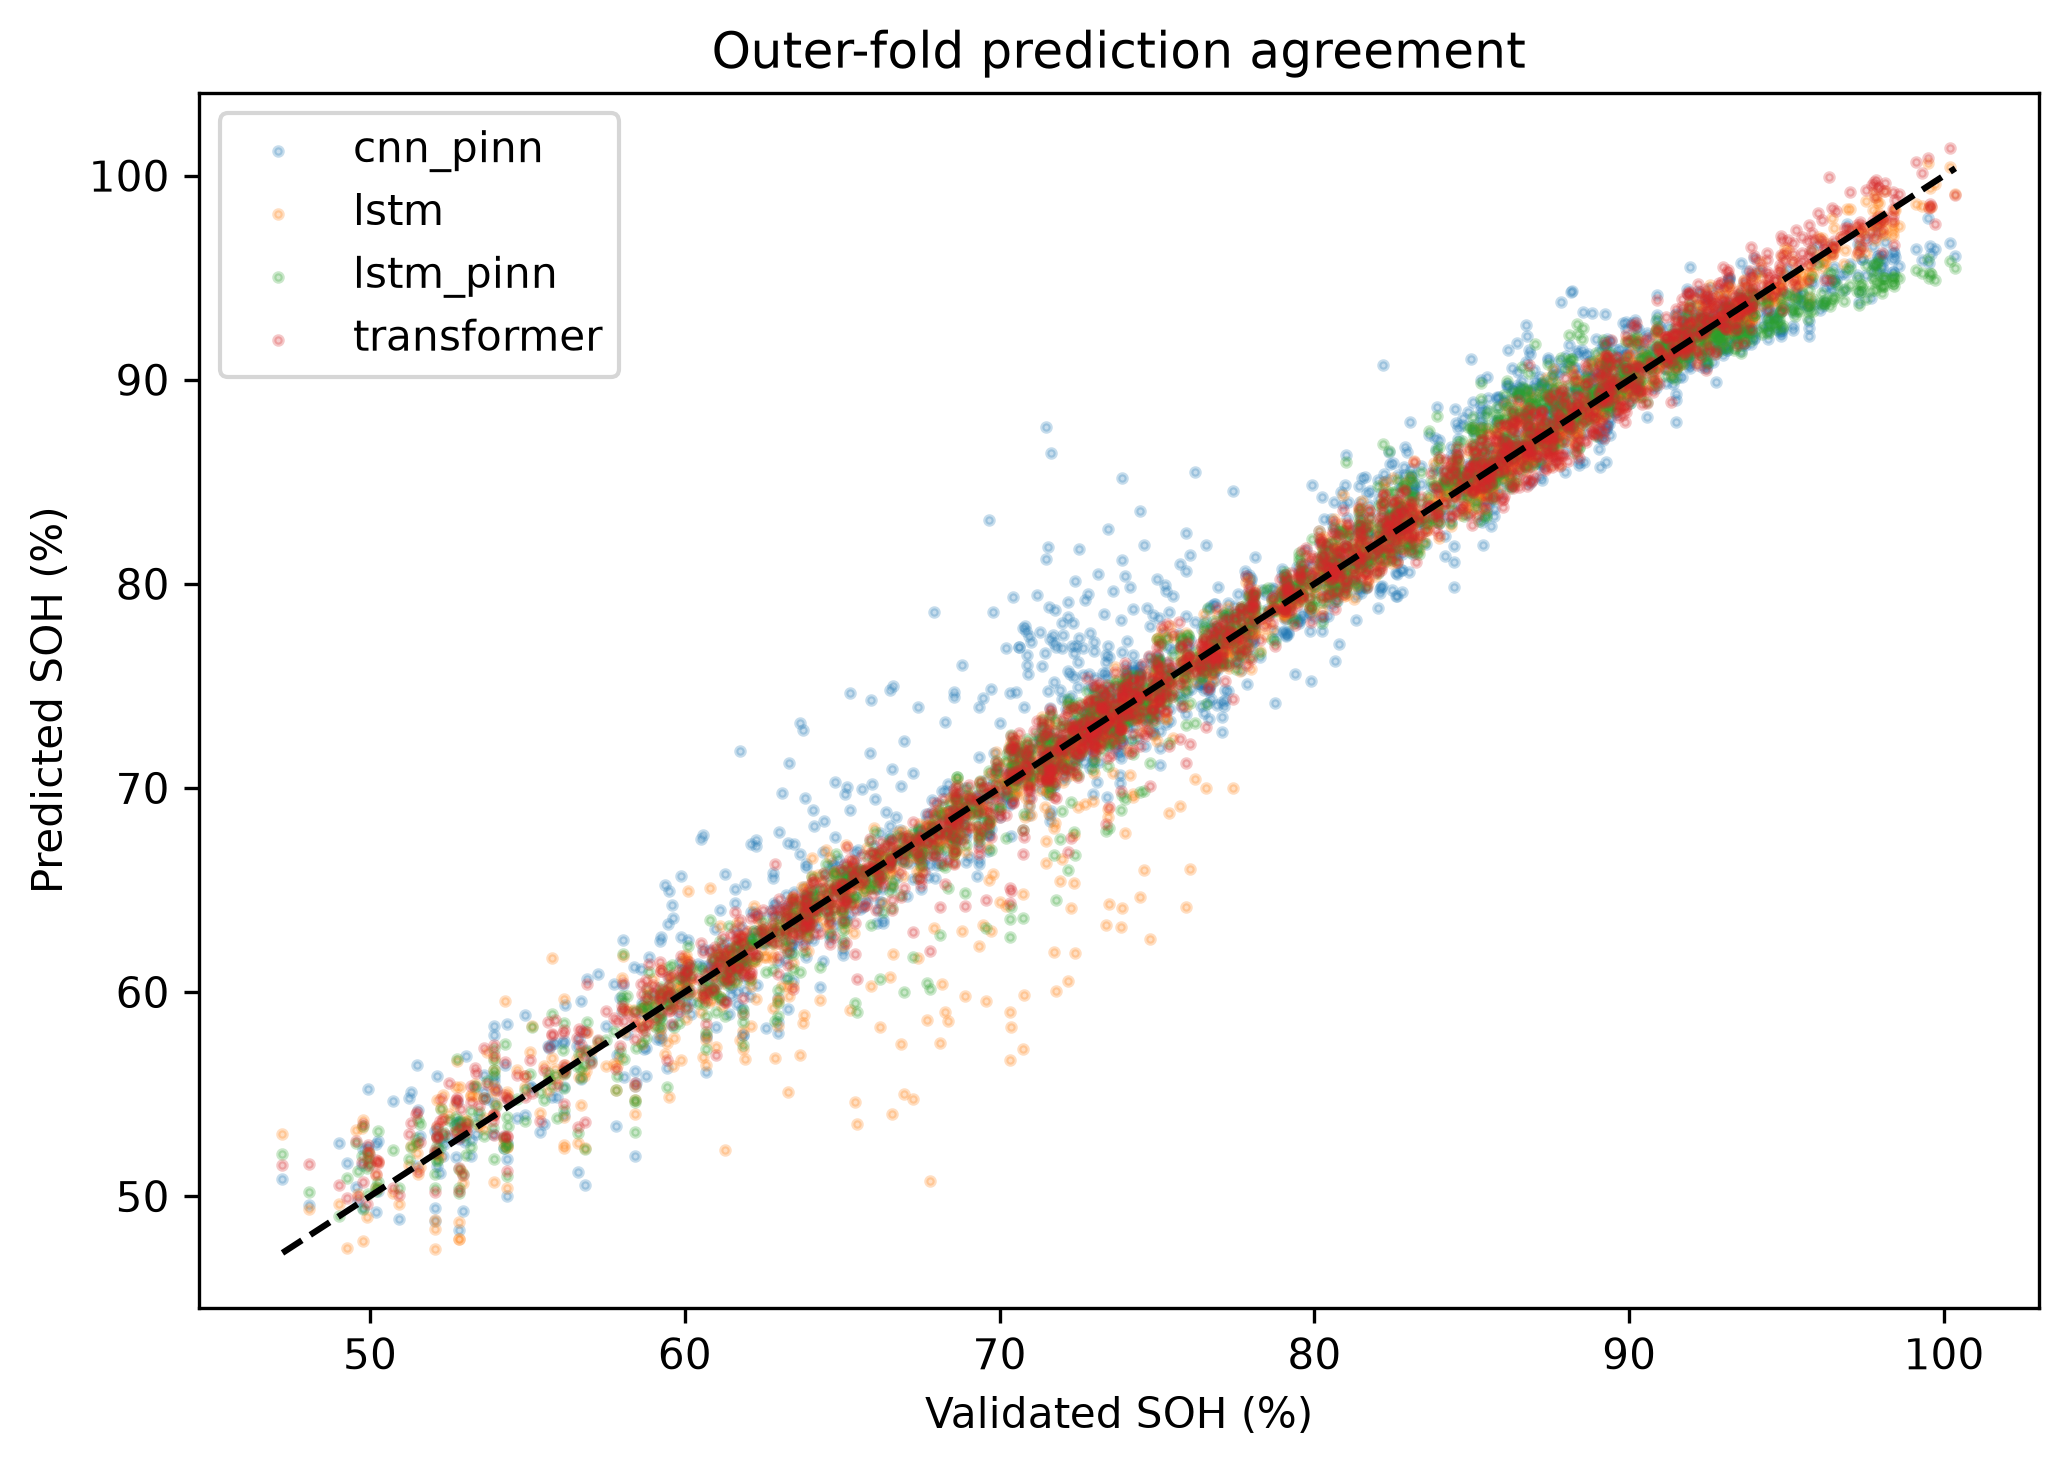 Outer-fold prediction agreement
cnn_pinn
lstm
lstm_pinn
transformer
100
90
80
70
60
50
Predicted SOH (%)
50 60 70 80 90 100
Validated SOH (%)